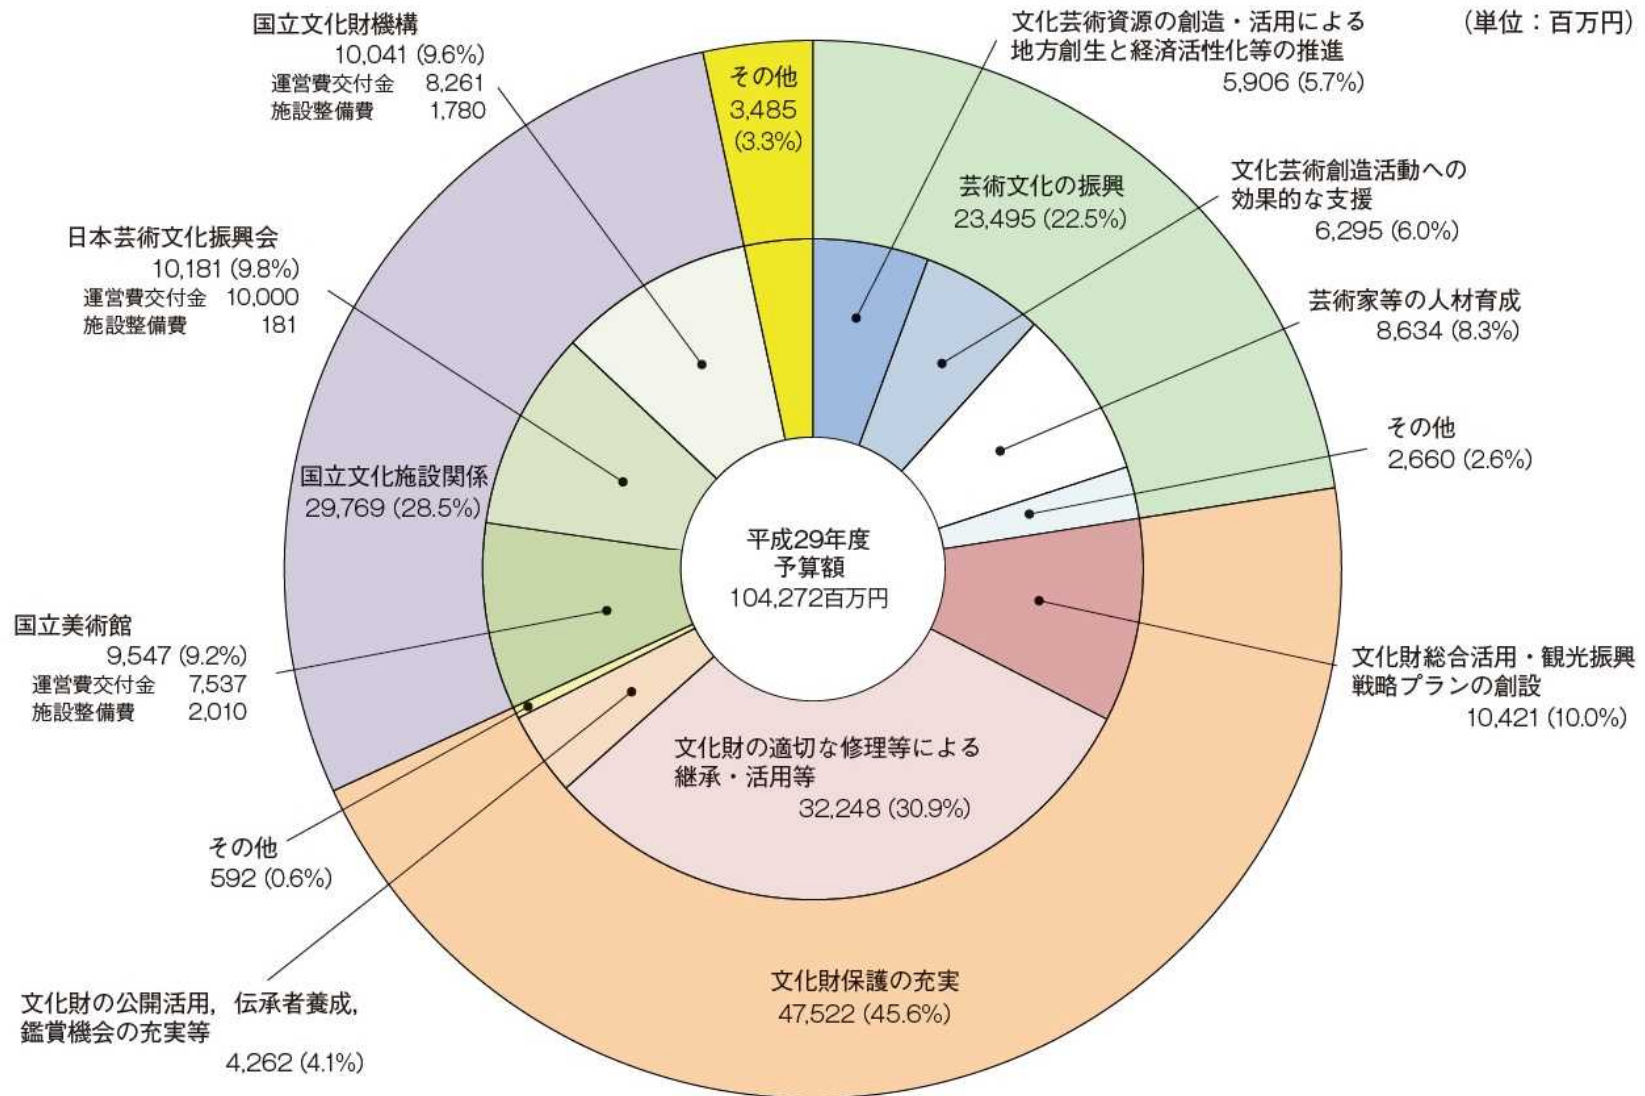 (単位：百万円)
国立文化財機構
10,041 (9.6%)
運営費交付金 8,261
施設整備費 1,780
その他
3,485
(3.3%)
文化芸術資源の創造・活用による
地方創生と経済活性化等の推進
5,906 (5.7%)
芸術文化の振興
23,495 (22.5%)
文化芸術創造活動への
効果的な支援
6,295 (6.0%)
日本芸術文化振興会
10,181 (9.8%)
運営費交付金 10,000
施設整備費 181
芸術家等の人材育成
8,634 (8.3%)
その他
2,660 (2.6%)
国立文化施設関係
29,769 (28.5%)
平成29年度
予算額
104,272百万円
国立美術館
9,547 (9.2%)
運営費交付金 7,537
施設整備費 2,010
文化財総合活用・観光振興
戦略プランの創設
10,421 (10.0%)
文化財の適切な修理等による
継承・活用等
32,248 (30.9%)
その他
592 (0.6%)
文化財保護の充実
47,522 (45.6%)
文化財の公開活用，伝承者養成，
鑑賞機会の充実等
4,262 (4.1%)